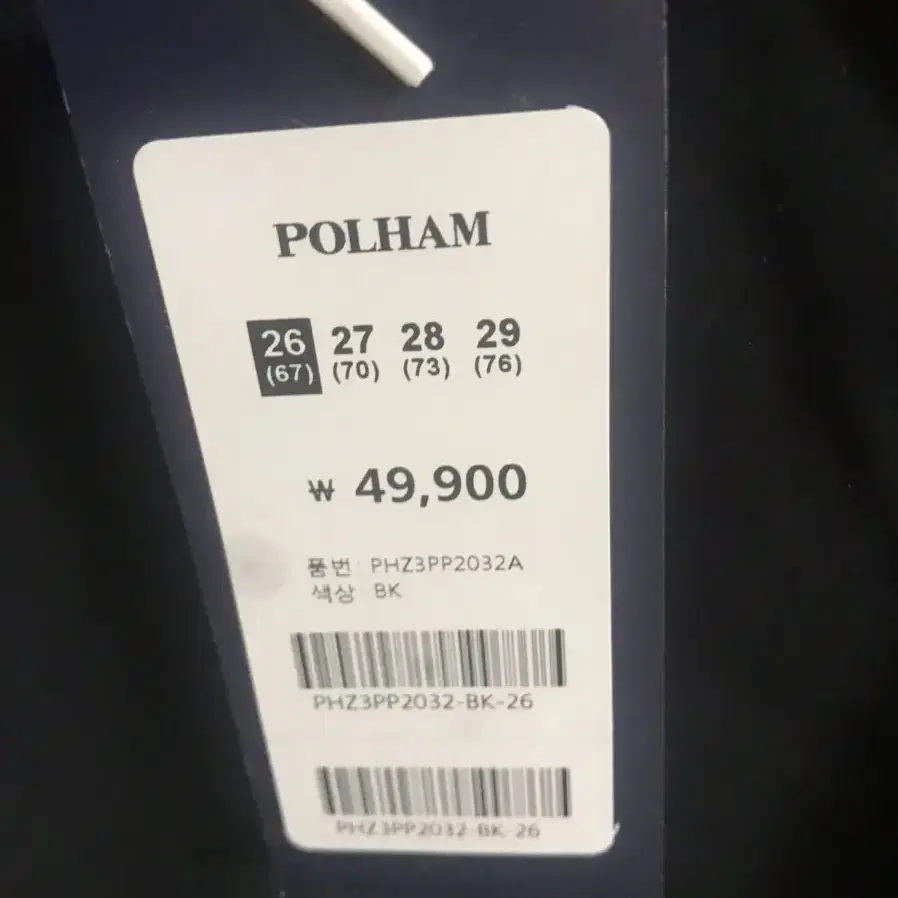 POLHAM
26 27 28 29
(67) (70) (73) (76)
₩ 49,900
품번 : PHZ3PP2032A
색상 : BK
PHZ3PP2032-BK-26
PHZ3PP2032-BK-26